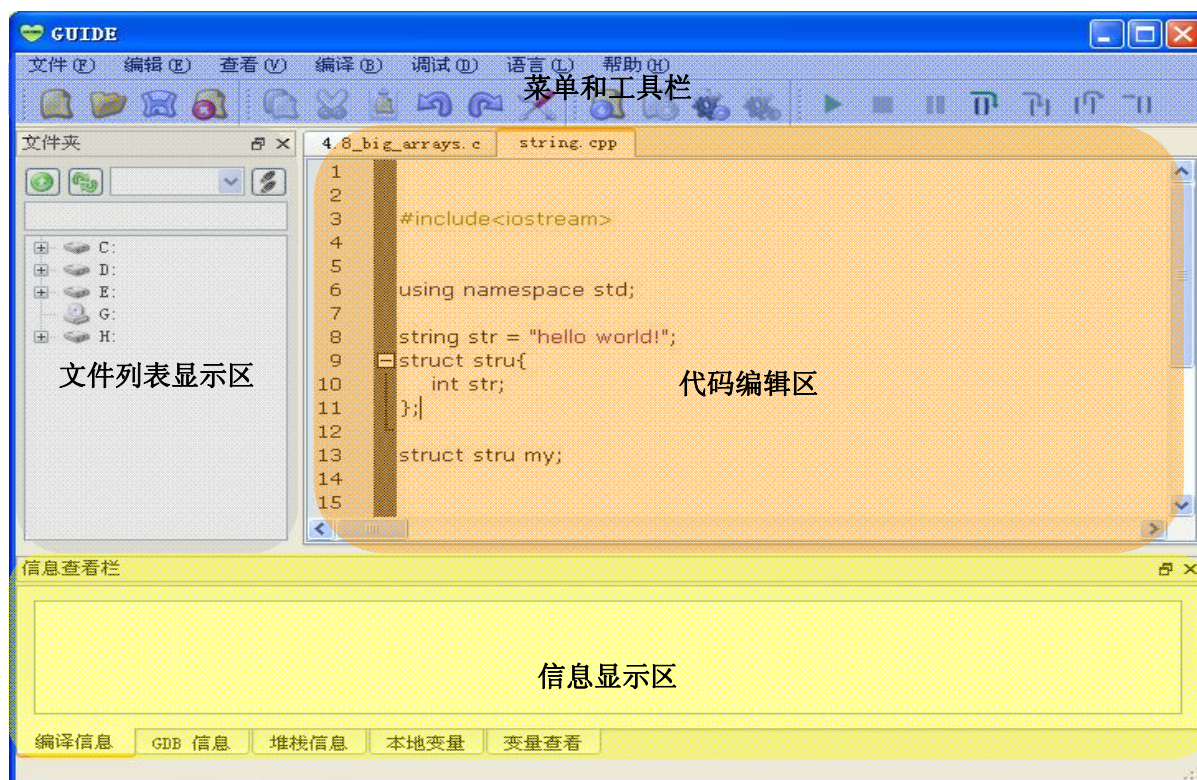 GUIDE
文件(F) 编辑(E) 查看(V) 编译(B) 调试(D) 语言(L) 帮助(H)
菜单和工具栏
文件夹
4.8_big_arrays.c string.cpp
C:
D:
E:
G:
H:
文件列表显示区
1
2
3 #include<iostream>
4
5
6 using namespace std;
7
8 string str = "hello world!";
9 struct stru{
10 int str;
11 };
12
13 struct stru my;
14
15
代码编辑区
信息查看栏
信息显示区
编译信息 GDB 信息 堆栈信息 本地变量 变量查看